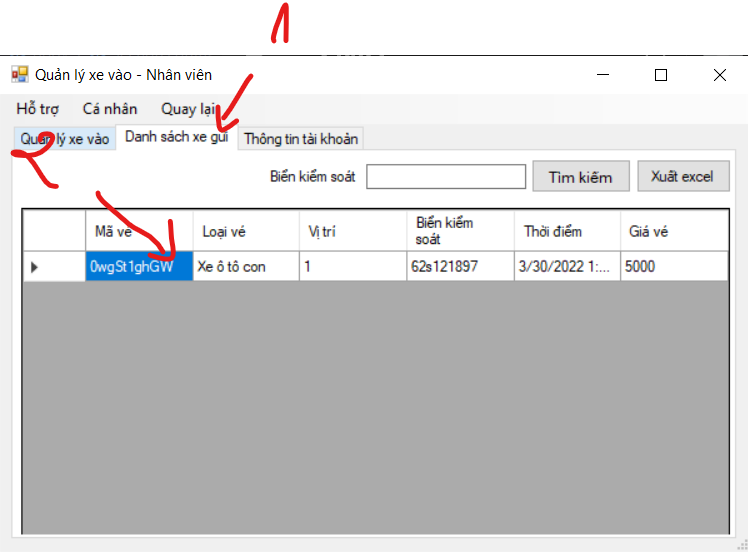 1
Quản lý xe vào - Nhân viên
Hỗ trợ Cá nhân Quay lại
2
Quản lý xe vào Danh sách xe gửi Thông tin tài khoản
Biển kiểm soát Tìm kiếm Xuất excel
Mã vé Loại vé Vị trí Biển kiểm soát Thời điểm Giá vé
0wgSt1ghGW Xe ô tô con 1 62s121897 3/30/2022 1:... 5000